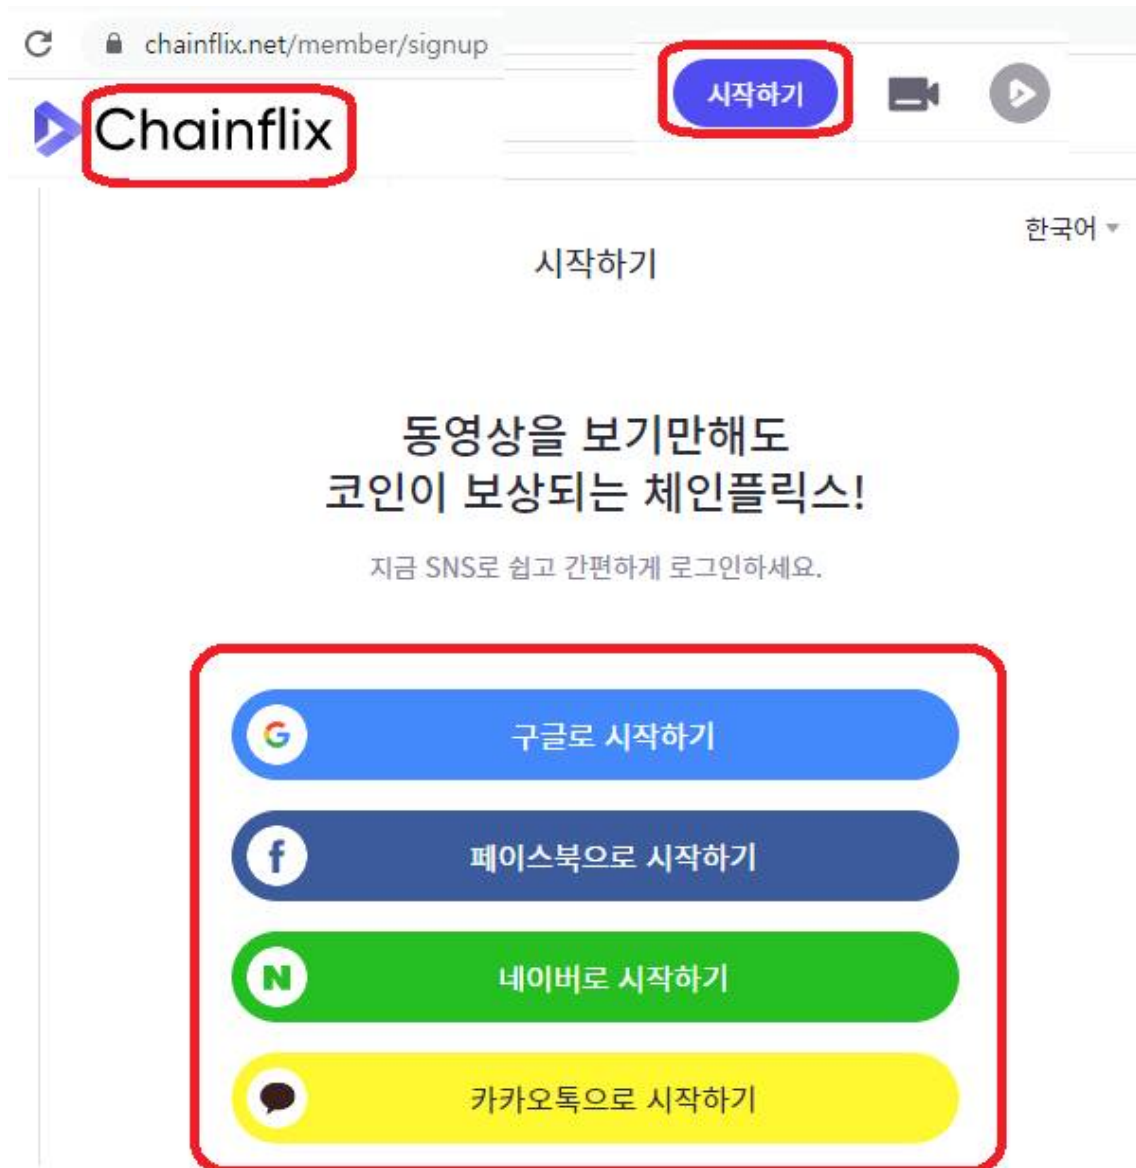 chainflix.net/member/signup
Chainflix
시작하기
한국어
시작하기
동영상을 보기만해도
코인이 보상되는 체인플릭스!
지금 SNS로 쉽고 간편하게 로그인하세요.
G
구글로 시작하기
f
페이스북으로 시작하기
N
네이버로 시작하기
카카오톡으로 시작하기